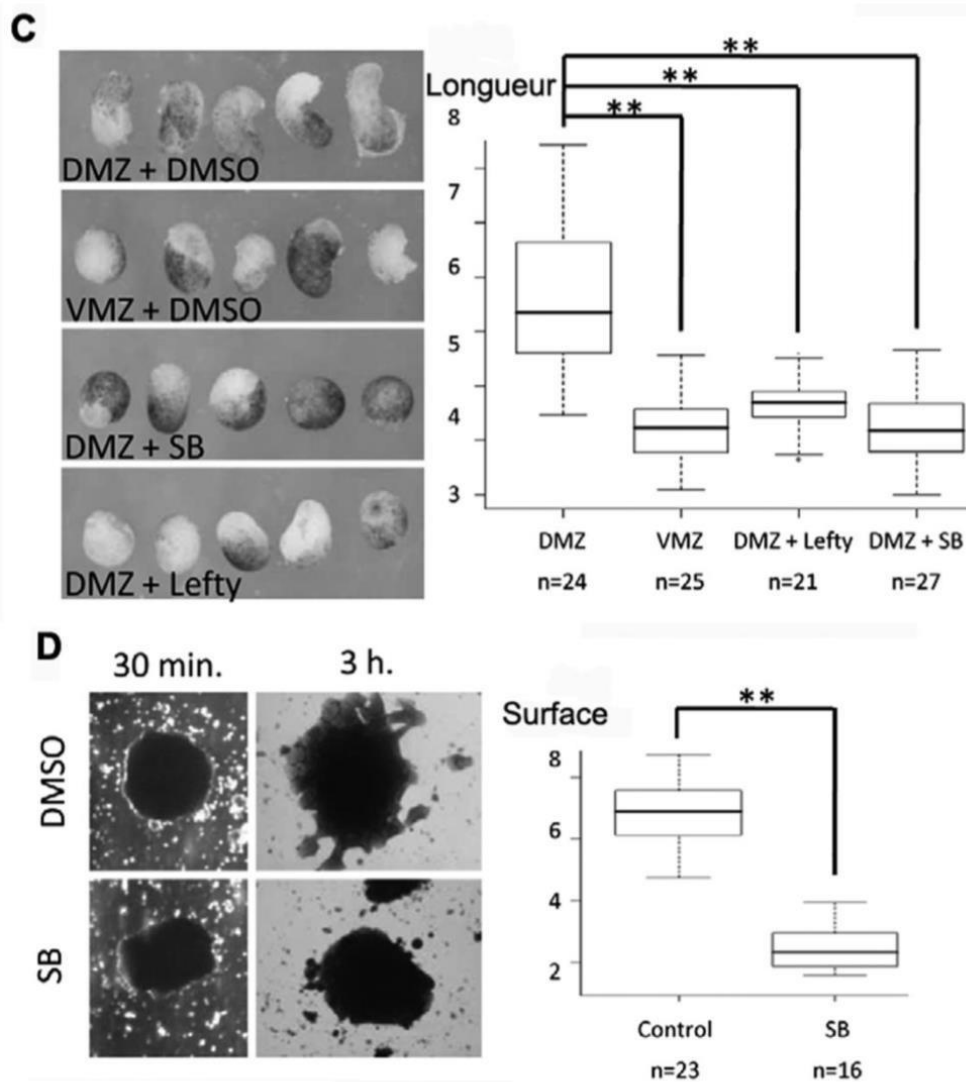 C
DMZ + DMSO
VMZ + DMSO
DMZ + SB
DMZ + Lefty
Longueur
**
**
**
8
7
6
5
4
3
DMZ VMZ DMZ + Lefty DMZ + SB
n=24 n=25 n=21 n=27
D
30 min. 3 h.
DMSO
SB
Surface
**
8
6
4
2
Control SB
n=23 n=16